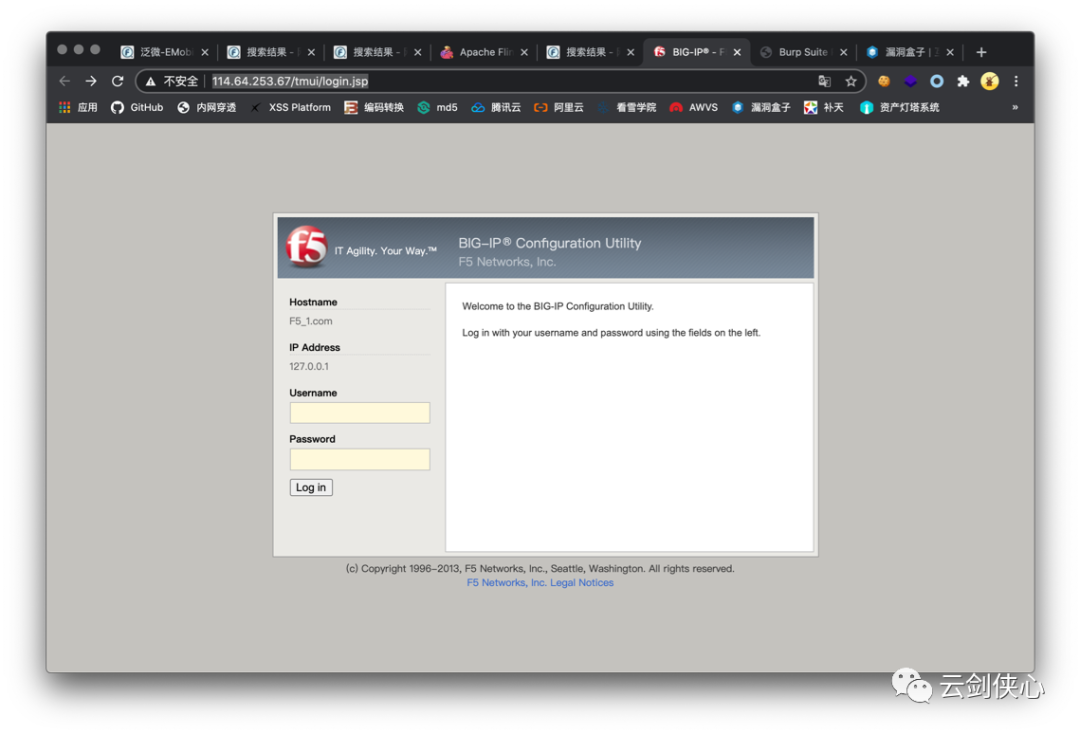 泛微-EMob
搜索结果 -
搜索结果 -
Apache Flin
搜索结果 -
BIG-IP® - F
Burp Suite
漏洞盒子 |
不安全
114.64.253.67/tmui/login.jsp
应用
GitHub
内网穿透
XSS Platform
编码转换
md5
腾讯云
阿里云
看雪学院
AWVS
漏洞盒子
补天
资产灯塔系统
»
f5
IT Agility. Your Way.™
BIG-IP® Configuration Utility
F5 Networks, Inc.
Hostname
F5_1.com
IP Address
127.0.0.1
Username
Password
Log in
Welcome to the BIG-IP Configuration Utility.
Log in with your username and password using the fields on the left.
(c) Copyright 1996-2013, F5 Networks, Inc., Seattle, Washington. All rights reserved.
F5 Networks, Inc. Legal Notices
云剑侠心